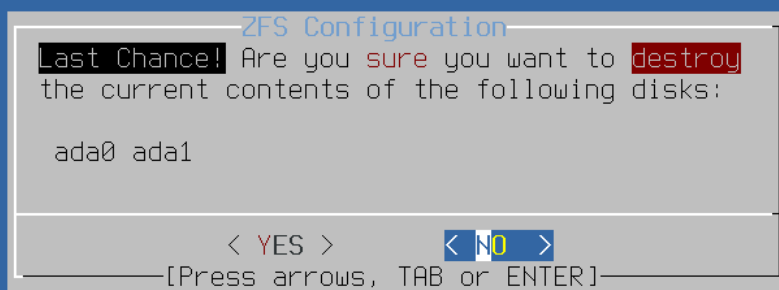 ZFS Configuration
Last Chance! Are you sure you want to destroy
the current contents of the following disks:
ada0 ada1
< YES > < NO >
[Press arrows, TAB or ENTER]